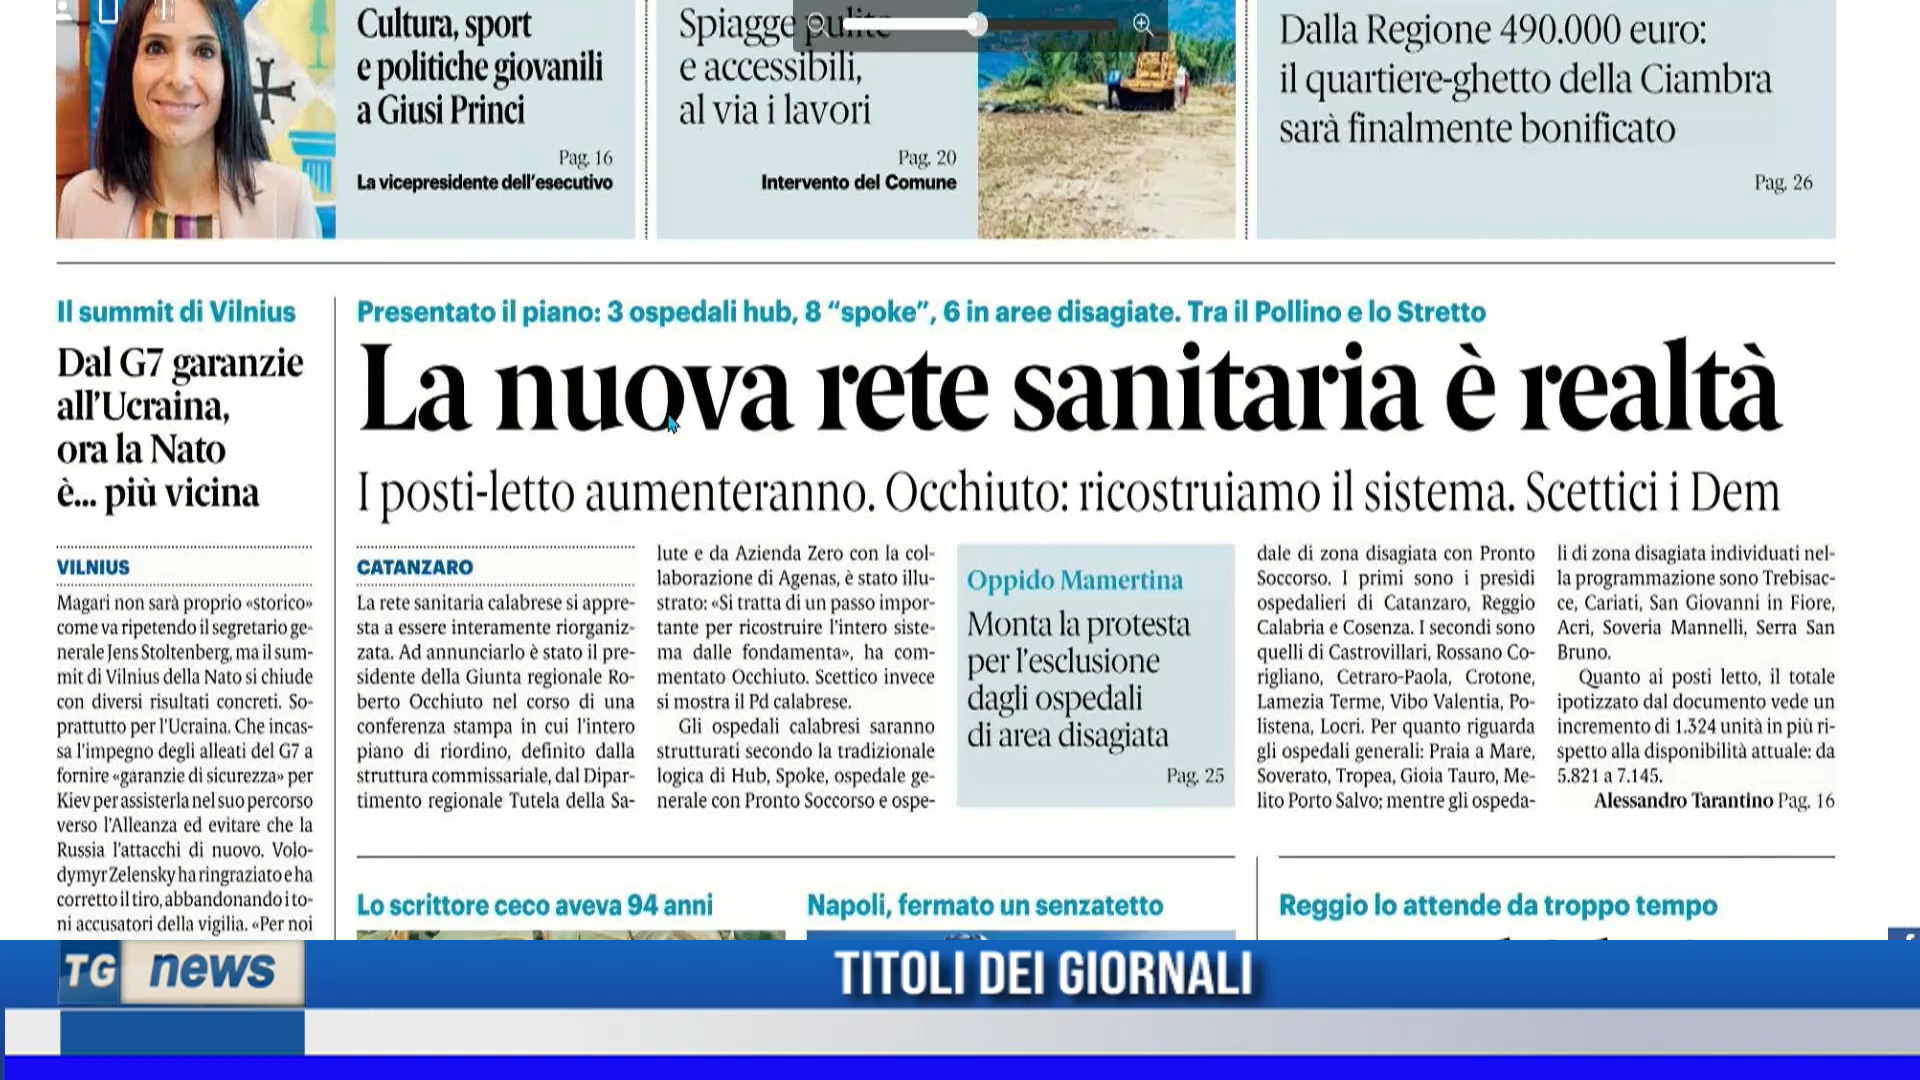 Cultura, sport
e politiche giovanili
a Giusi Princi
Pag. 16
La vicepresidente dell'esecutivo
Spiagge pulite
e accessibili,
al via i lavori
Pag. 20
Intervento del Comune
Dalla Regione 490.000 euro:
il quartiere-ghetto della Ciambra
sarà finalmente bonificato
Pag. 26
Il summit di Vilnius
Dal G7 garanzie
all'Ucraina,
ora la Nato
è... più vicina
VILNIUS
Magari non sarà proprio «storico»
come va ripetendo il segretario ge-
nerale Jens Stoltenberg, ma il sum-
mit di Vilnius della Nato si chiude
con diversi risultati concreti. So-
prattutto per l'Ucraina. Che incas-
sa l'impegno degli alleati del G7 a
fornire «garanzie di sicurezza» per
Kiev per assisterla nel suo percorso
verso l'Alleanza ed evitare che la
Russia l'attacchi di nuovo. Volo-
dymyr Zelensky ha ringraziato e ha
corretto il tiro, abbandonando i to-
ni accusatori della vigilia. «Per noi
Presentato il piano: 3 ospedali hub, 8 “spoke”, 6 in aree disagiate. Tra il Pollino e lo Stretto
La nuova rete sanitaria è realtà
I posti-letto aumenteranno. Occhiuto: ricostruiamo il sistema. Scettici i Dem
CATANZARO
La rete sanitaria calabrese si appre-
sta a essere interamente riorganiz-
zata. Ad annunciarlo è stato il pre-
sidente della Giunta regionale Ro-
berto Occhiuto nel corso di una
conferenza stampa in cui l'intero
piano di riordino, definito dalla
struttura commissariale, dal Dipar-
timento regionale Tutela della Sa-
lute e da Azienda Zero con la col-
laborazione di Agenas, è stato illu-
strato: «Si tratta di un passo impor-
tante per ricostruire l'intero siste-
ma dalle fondamenta», ha com-
mentato Occhiuto. Scettico invece
si mostra il Pd calabrese.
Gli ospedali calabresi saranno
strutturati secondo la tradizionale
logica di Hub, Spoke, ospedale ge-
nerale con Pronto Soccorso e ospe-
Oppido Mamertina
Monta la protesta
per l'esclusione
dagli ospedali
di area disagiata
Pag. 25
dale di zona disagiata con Pronto
Soccorso. I primi sono i presìdi
ospedalieri di Catanzaro, Reggio
Calabria e Cosenza. I secondi sono
quelli di Castrovillari, Rossano Co-
rigliano, Cetraro-Paola, Crotone,
Lamezia Terme, Vibo Valentia, Po-
listena, Locri. Per quanto riguarda
gli ospedali generali: Praia a Mare,
Soverato, Tropea, Gioia Tauro, Me-
lito Porto Salvo; mentre gli ospeda-
li di zona disagiata individuati nel-
la programmazione sono Trebisac-
ce, Cariati, San Giovanni in Fiore,
Acri, Soveria Mannelli, Serra San
Bruno.
Quanto ai posti letto, il totale
ipotizzato dal documento vede un
incremento di 1.324 unità in più ri-
spetto alla disponibilità attuale: da
5.821 a 7.145.
Alessandro Tarantino Pag. 16
Lo scrittore ceco aveva 94 anni
Napoli, fermato un senzatetto
Reggio lo attende da troppo tempo
TG news
TITOLI DEI GIORNALI